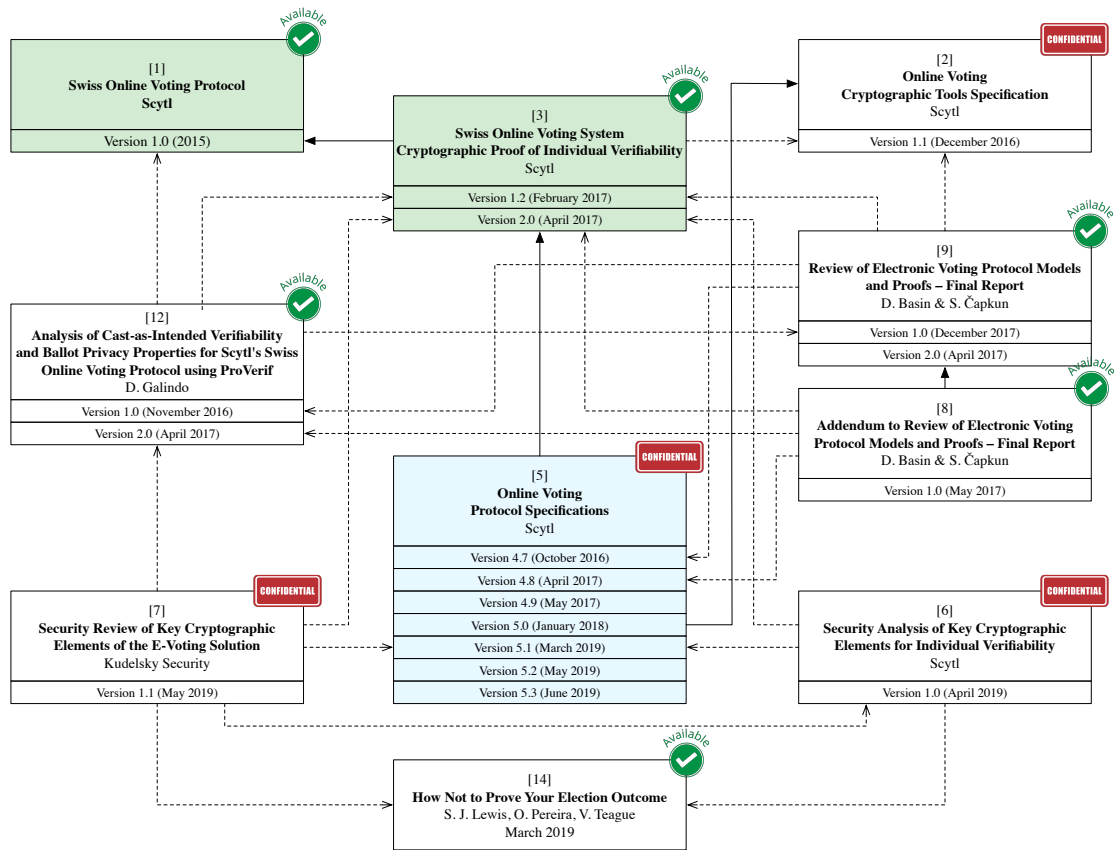 Available
[1]
Swiss Online Voting Protocol
Scytl
Version 1.0 (2015)
CONFIDENTIAL
[2]
Online Voting
Cryptographic Tools Specification
Scytl
Version 1.1 (December 2016)
Available
[3]
Swiss Online Voting System
Cryptographic Proof of Individual Verifiability
Scytl
Version 1.2 (February 2017)
Version 2.0 (April 2017)
Available
[9]
Review of Electronic Voting Protocol Models
and Proofs – Final Report
D. Basin & S. Čapkun
Version 1.0 (December 2017)
Version 2.0 (April 2017)
Available
[12]
Analysis of Cast-as-Intended Verifiability
and Ballot Privacy Properties for Scytl's Swiss
Online Voting Protocol using ProVerif
D. Galindo
Version 1.0 (November 2016)
Version 2.0 (April 2017)
Available
[8]
Addendum to Review of Electronic Voting
Protocol Models and Proofs – Final Report
D. Basin & S. Čapkun
Version 1.0 (May 2017)
CONFIDENTIAL
[5]
Online Voting
Protocol Specifications
Scytl
Version 4.7 (October 2016)
Version 4.8 (April 2017)
Version 4.9 (May 2017)
Version 5.0 (January 2018)
Version 5.1 (March 2019)
Version 5.2 (May 2019)
Version 5.3 (June 2019)
CONFIDENTIAL
[7]
Security Review of Key Cryptographic
Elements of the E-Voting Solution
Kudelsky Security
Version 1.1 (May 2019)
CONFIDENTIAL
[6]
Security Analysis of Key Cryptographic
Elements for Individual Verifiability
Scytl
Version 1.0 (April 2019)
Available
[14]
How Not to Prove Your Election Outcome
S. J. Lewis, O. Pereira, V. Teague
March 2019